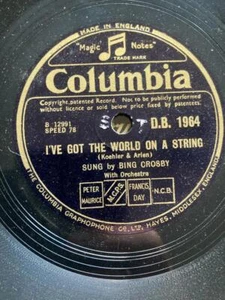 MADE IN ENGLAND
"Magic Notes"
TRADE MARK
Columbia
Copyright patented Record. Not to be publicly performed
without licence or sold below price fixed by patentees.
B 12991
SPEED 78
D.B. 1964
I'VE GOT THE WORLD ON A STRING
(Koehler & Arlen)
SUNG by BING CROSBY
With Orchestra
PETER MAURICE
M.C.P.S.
FRANCIS DAY
N.C.B.
THE COLUMBIA GRAPHOPHONE CO., LTD., HAYES, MIDDLESEX, ENGLAND